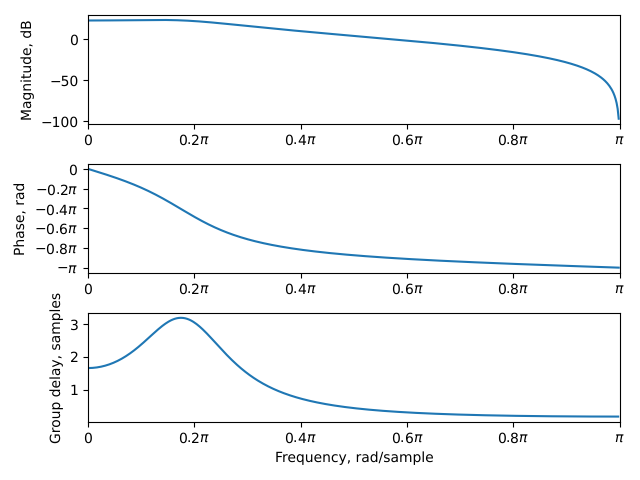 Magnitude, dB
0
−50
−100
0 0.2π 0.4π 0.6π 0.8π π
Phase, rad
0
−0.2π
−0.4π
−0.6π
−0.8π
−π
0 0.2π 0.4π 0.6π 0.8π π
Group delay, samples
3
2
1
0 0.2π 0.4π 0.6π 0.8π π
Frequency, rad/sample